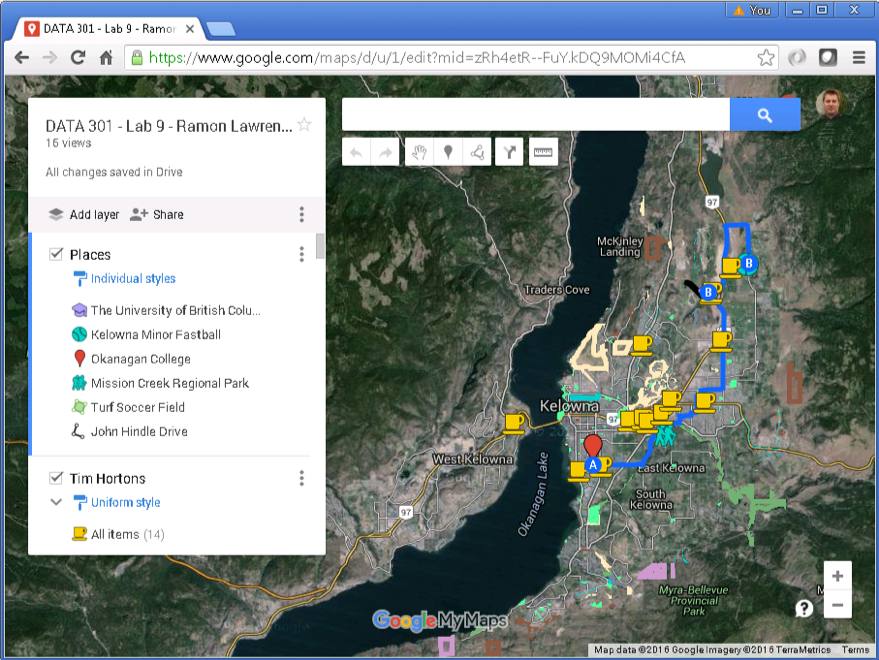 You
DATA 301 - Lab 9 - Ramor
https://www.google.com/maps/d/u/1/edit?mid=zRh4etR--FuY.kDQ9MOMi4CfA
DATA 301 - Lab 9 - Ramon Lawren...
16 views
All changes saved in Drive
Add layer
Share
Places
Individual styles
The University of British Colu...
Kelowna Minor Fastball
Okanagan College
Mission Creek Regional Park
Turf Soccer Field
John Hindle Drive
Tim Hortons
Uniform style
All items (14)
97
McKinley
Landing
B
B
Traders Cove
Kelowna
97
West Kelowna
A
East Kelowna
South
Kelowna
Okanagan Lake
97
Myra-Bellevue
Provincial
Park
M
+
?
−
Google My Maps
Map data ©2016 Google Imagery ©2016 TerraMetrics
Terms